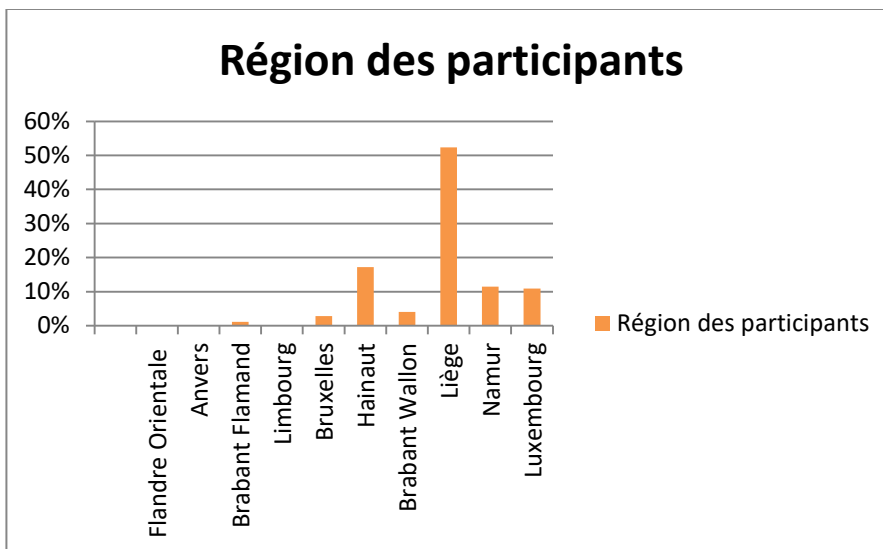 Région des participants
60%
50%
40%
30%
20%
10%
0%
Flandre Orientale
Anvers
Brabant Flamand
Limbourg
Bruxelles
Hainaut
Brabant Wallon
Liège
Namur
Luxembourg
Région des participants